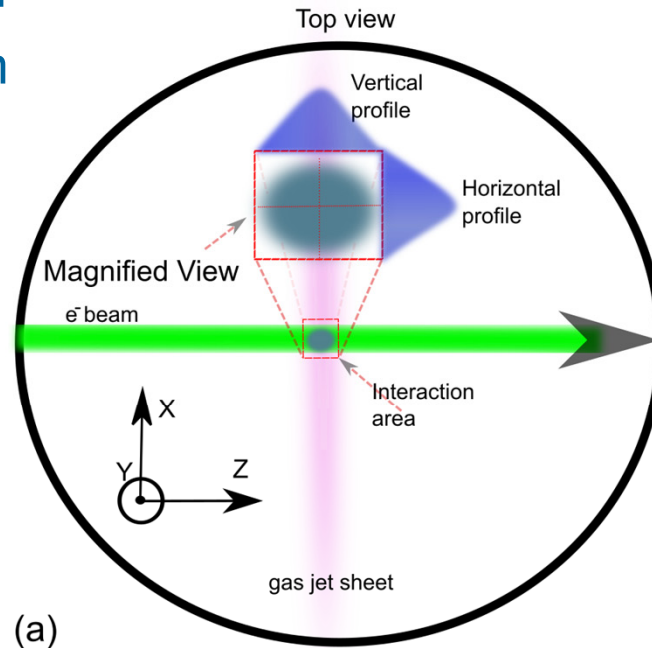 Top view
Vertical
profile
Horizontal
profile
Magnified View
e- beam
Interaction
area
X
Y
Z
gas jet sheet
(a)